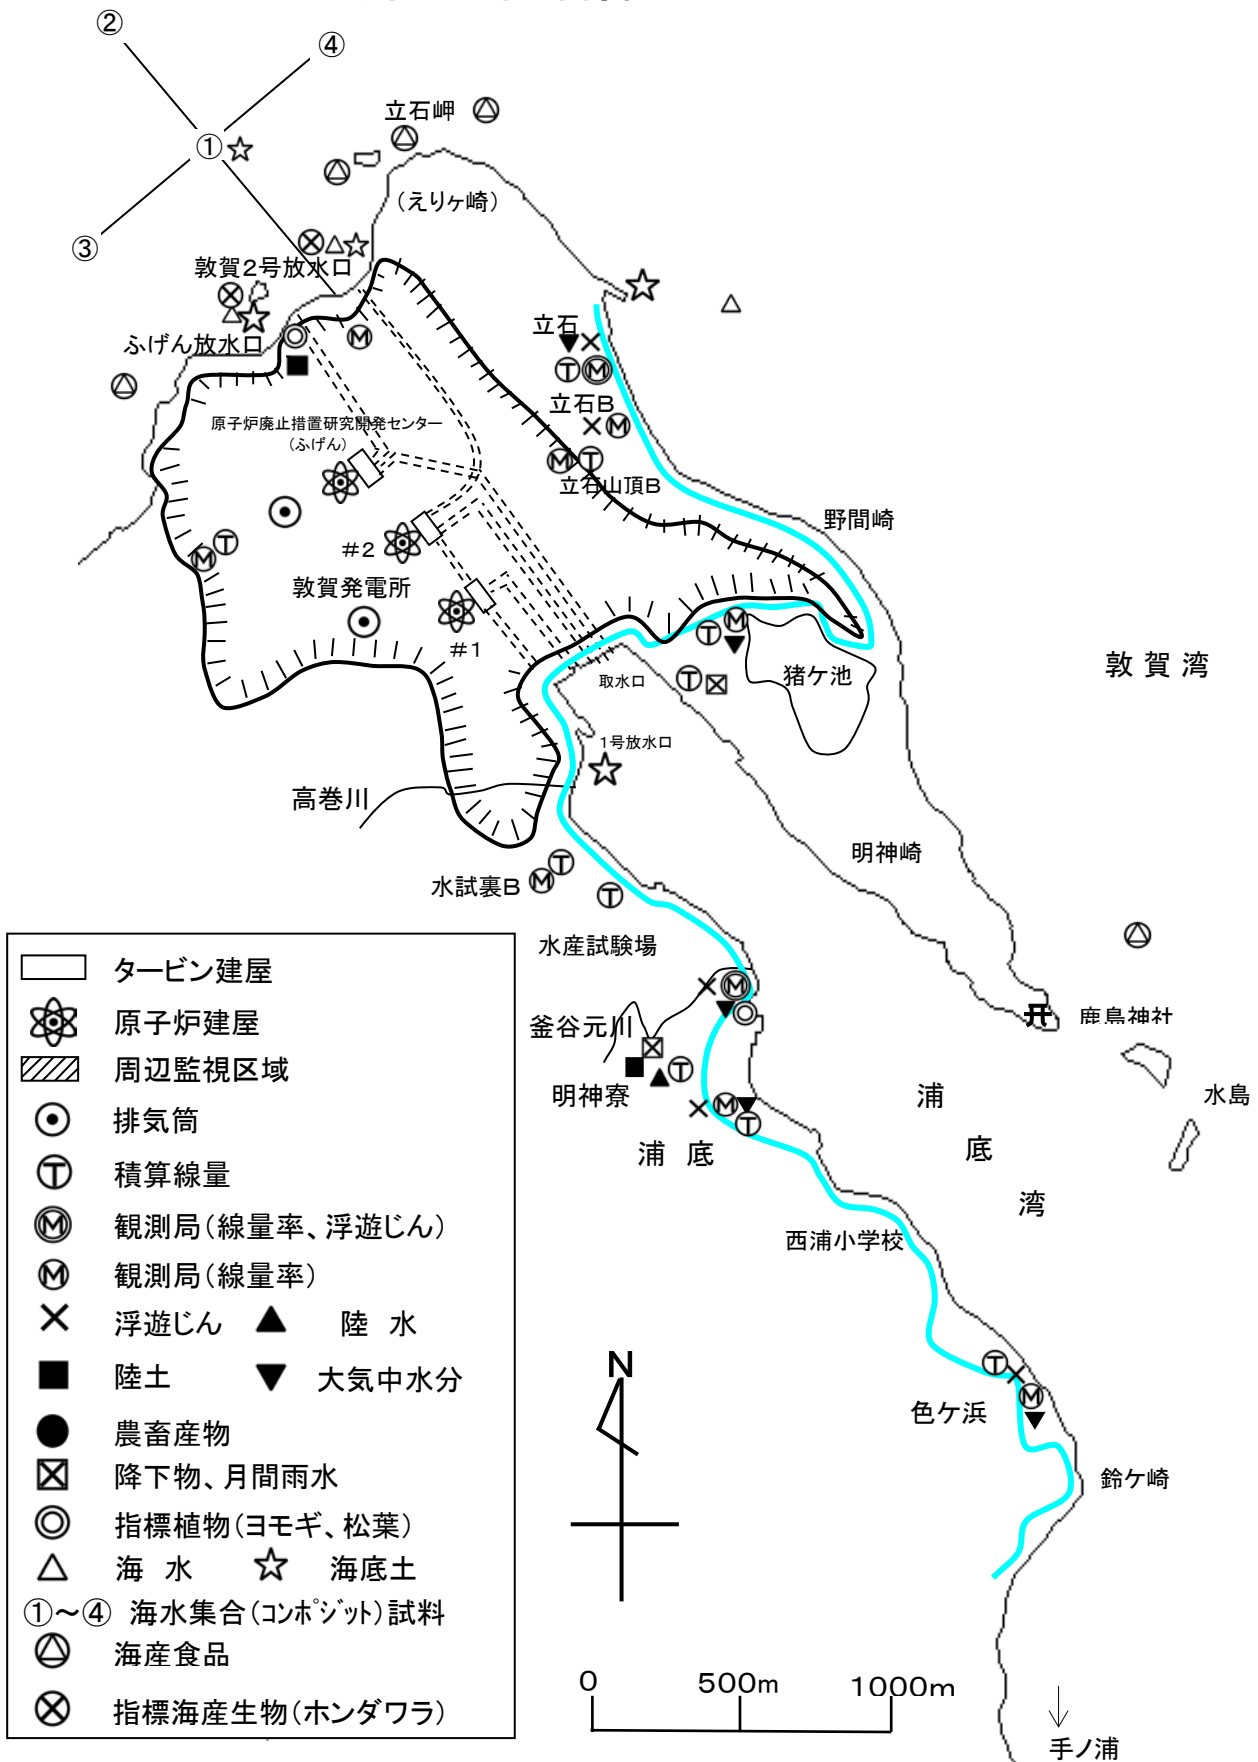 ②
④
立石岬
①
(えりヶ崎)
③
敦賀2号放水口
ふげん放水口
立石
T M
M
立石B
M
原子炉廃止措置研究開発センター
(ふげん)
M T
立石山頂B
野間崎
#2
M T
敦賀発電所
#1
T M
猪ケ池
敦賀湾
取水口
T
1号放水口
高巻川
明神崎
水試裏B
M T
T
水産試験場
M
釜谷元川
鹿島神社
明神寮
T
水島
M
T
浦底
浦底湾
西浦小学校
T
M
色ケ浜
鈴ケ崎
N
0 500m 1000m
手ノ浦
タービン建屋
原子炉建屋
周辺監視区域
排気筒
T 積算線量
M 観測局(線量率、浮遊じん)
M 観測局(線量率)
浮遊じん 陸 水
陸土 大気中水分
農畜産物
降下物、月間雨水
指標植物(ヨモギ、松葉)
海 水 海底土
①~④ 海水集合(コンポジット)試料
海産食品
指標海産生物(ホンダワラ)